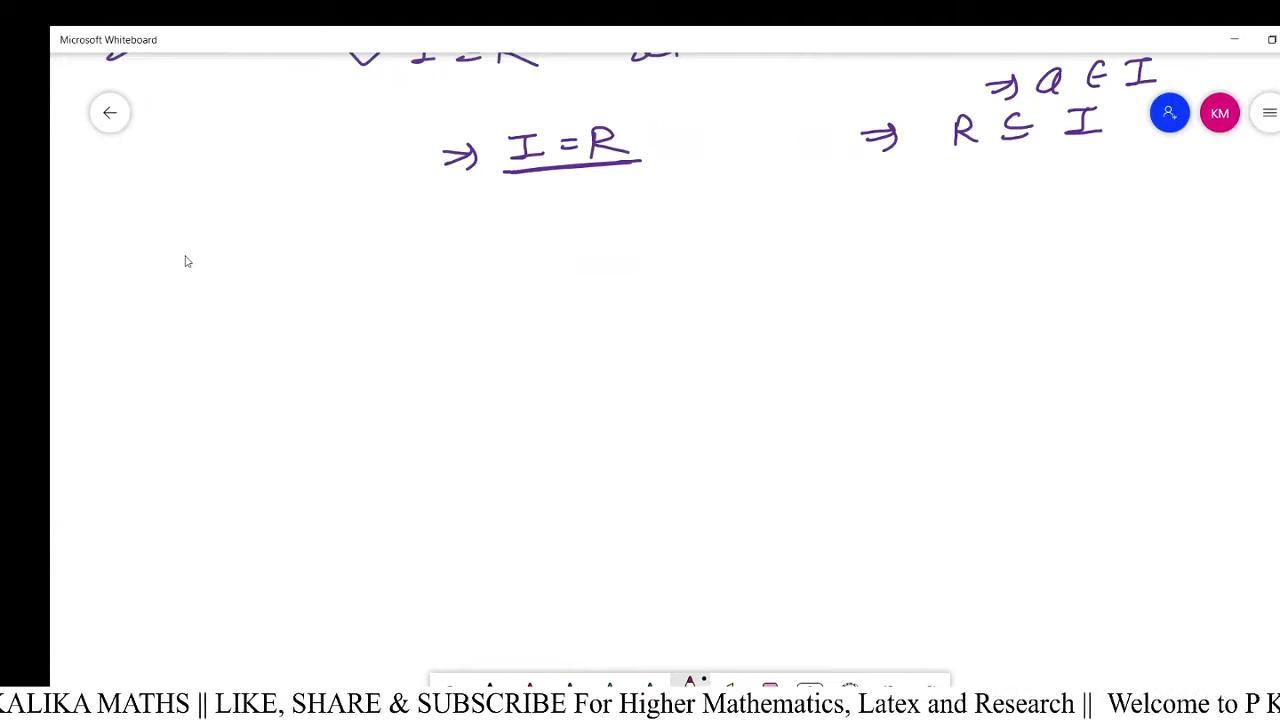 Microsoft Whiteboard
⇒ a ∈ I
KM
⇒ I = R
⇒ R ⊆ I
KALIKA MATHS || LIKE, SHARE & SUBSCRIBE For Higher Mathematics, Latex and Research || Welcome to P K